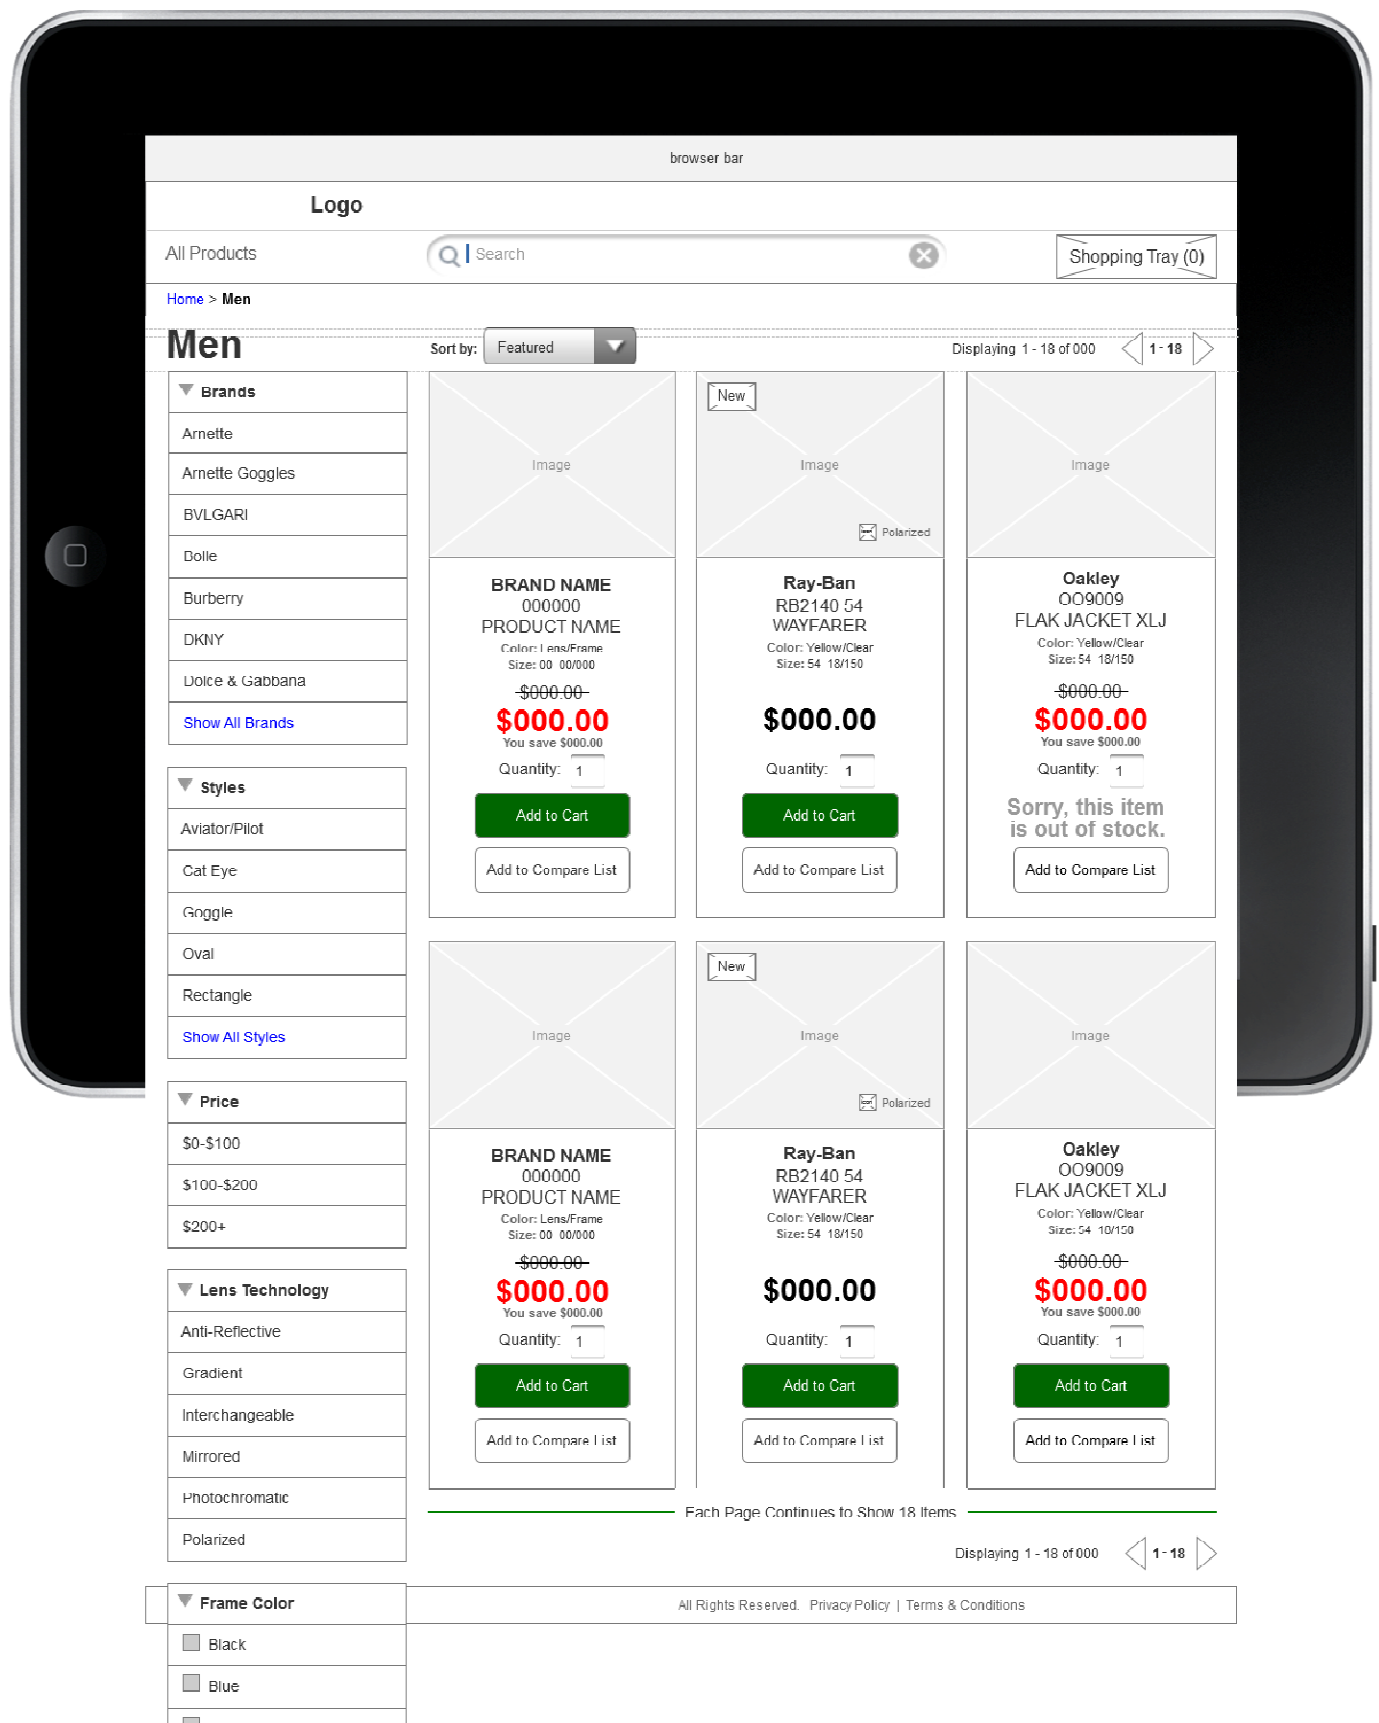 browser bar
Logo
All Products
Search
Shopping Tray (0)
Home > Men
Men
Sort by:
Featured
Displaying 1 - 18 of 000
1 - 18
Brands
Arnette
Arnette Goggles
BVLGARI
Bolle
Burberry
DKNY
Dolce & Gabbana
Show All Brands
Styles
Aviator/Pilot
Cat Eye
Goggle
Oval
Rectangle
Show All Styles
Price
$0-$100
$100-$200
$200+
Lens Technology
Anti-Reflective
Gradient
Interchangeable
Mirrored
Photochromatic
Polarized
Frame Color
Black
Blue
Image
BRAND NAME
000000
PRODUCT NAME
Color: Lens/Frame
Size: 00 00/000
$000.00
$000.00
You save $000.00
Quantity: 1
Add to Cart
Add to Compare List
New
Image
Polarized
Ray-Ban
RB2140 54
WAYFARER
Color: Yellow/Clear
Size: 54 18/150
$000.00
Quantity: 1
Add to Cart
Add to Compare List
Image
Oakley
OO9009
FLAK JACKET XLJ
Color: Yellow/Clear
Size: 54 18/150
$000.00
$000.00
You save $000.00
Quantity: 1
Sorry, this item
is out of stock.
Add to Compare List
Image
BRAND NAME
000000
PRODUCT NAME
Color: Lens/Frame
Size: 00 00/000
$000.00
$000.00
You save $000.00
Quantity: 1
Add to Cart
Add to Compare List
New
Image
Polarized
Ray-Ban
RB2140 54
WAYFARER
Color: Yellow/Clear
Size: 54 18/150
$000.00
Quantity: 1
Add to Cart
Add to Compare List
Image
Oakley
OO9009
FLAK JACKET XLJ
Color: Yellow/Clear
Size: 54 18/150
$000.00
$000.00
You save $000.00
Quantity: 1
Add to Cart
Add to Compare List
Each Page Continues to Show 18 Items
Displaying 1 - 18 of 000
1 - 18
All Rights Reserved. Privacy Policy | Terms & Conditions